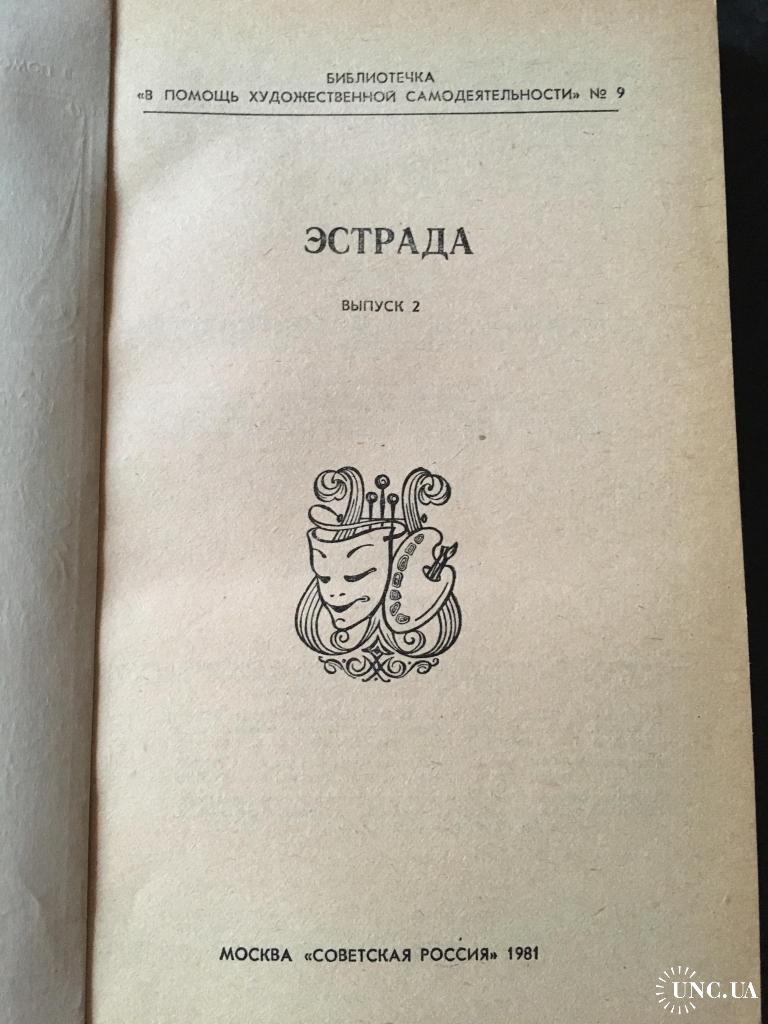 БИБЛИОТЕЧКА
«В ПОМОЩЬ ХУДОЖЕСТВЕННОЙ САМОДЕЯТЕЛЬНОСТИ» № 9
ЭСТРАДА
ВЫПУСК 2
МОСКВА «СОВЕТСКАЯ РОССИЯ» 1981
UNC.UA